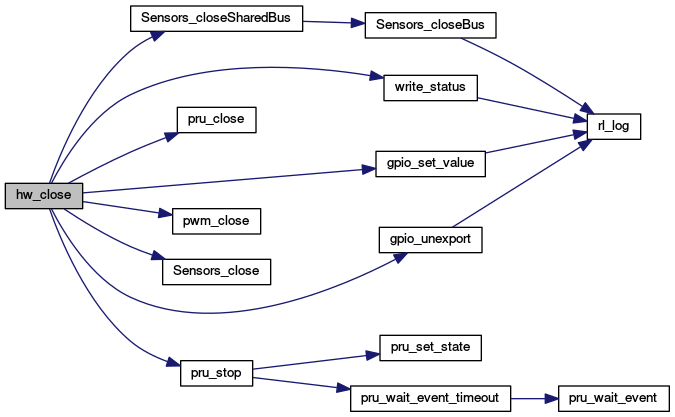 Sensors_closeSharedBus
Sensors_closeBus
write_status
pru_close
rl_log
gpio_set_value
hw_close
pwm_close
gpio_unexport
Sensors_close
pru_set_state
pru_stop
pru_wait_event_timeout
pru_wait_event